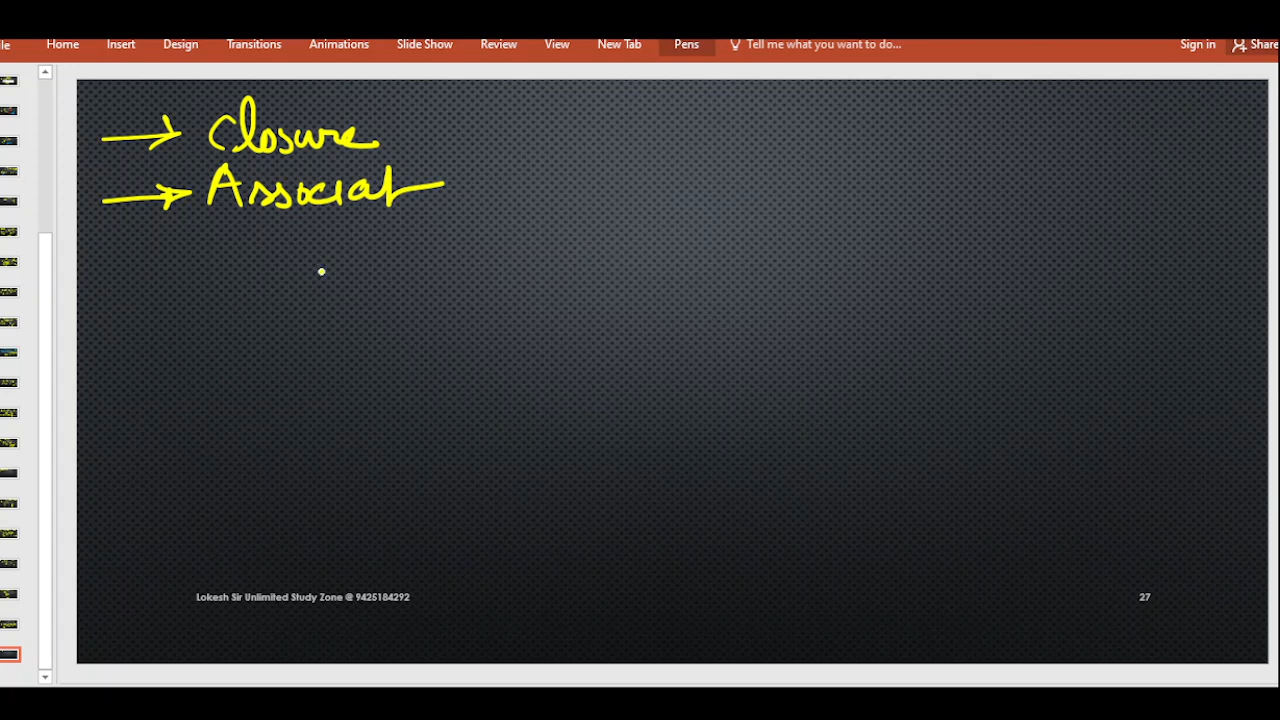 ile Home Insert Design Transitions Animations Slide Show Review View New Tab Pens Tell me what you want to do... Sign in Share
Closure
Associat
Lokesh Sir Unlimited Study Zone @ 9425184292 27